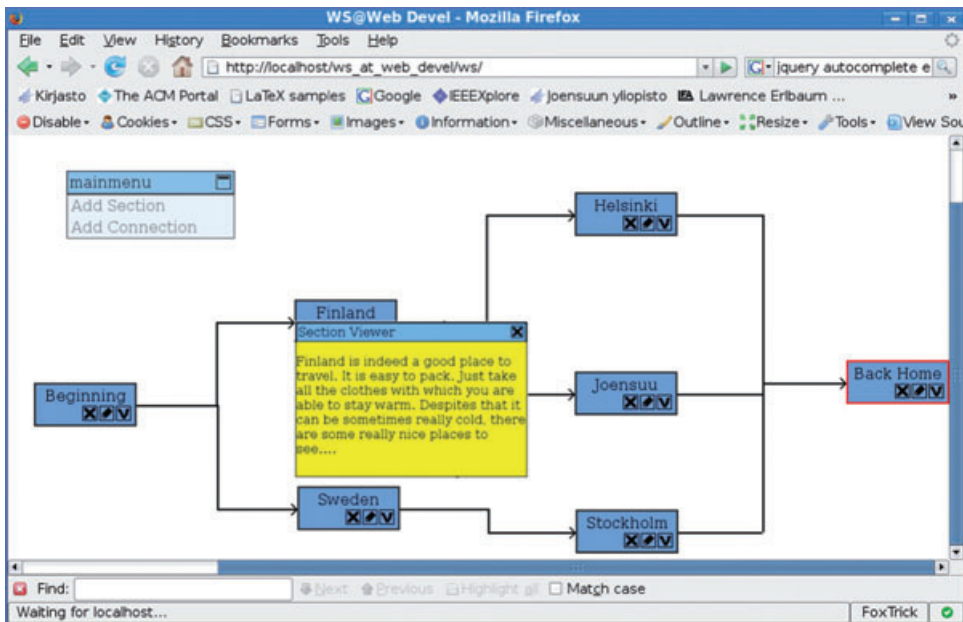 WS@Web Devel - Mozilla Firefox
File Edit View History Bookmarks Tools Help
http://localhost/ws_at_web_devel/ws/ jquery autocomplete e
Kirjasto The ACM Portal LaTeX samples Google IEEEXplore Joensuun yliopisto Lawrence Erlbaum ... »
Disable Cookies CSS Forms Images Information Miscellaneous Outline Resize Tools View Sou
mainmenu
Add Section
Add Connection
Helsinki
Finland
Section Viewer
Finland is indeed a good place to
travel. It is easy to pack. Just take
all the clothes with which you are
able to stay warm. Despites that it
can be sometimes really cold, there
are some really nice places to
see....
Beginning
Joensuu
Back Home
Sweden
Stockholm
Find: Next Previous Highlight all Match case
Waiting for localhost... FoxTrick